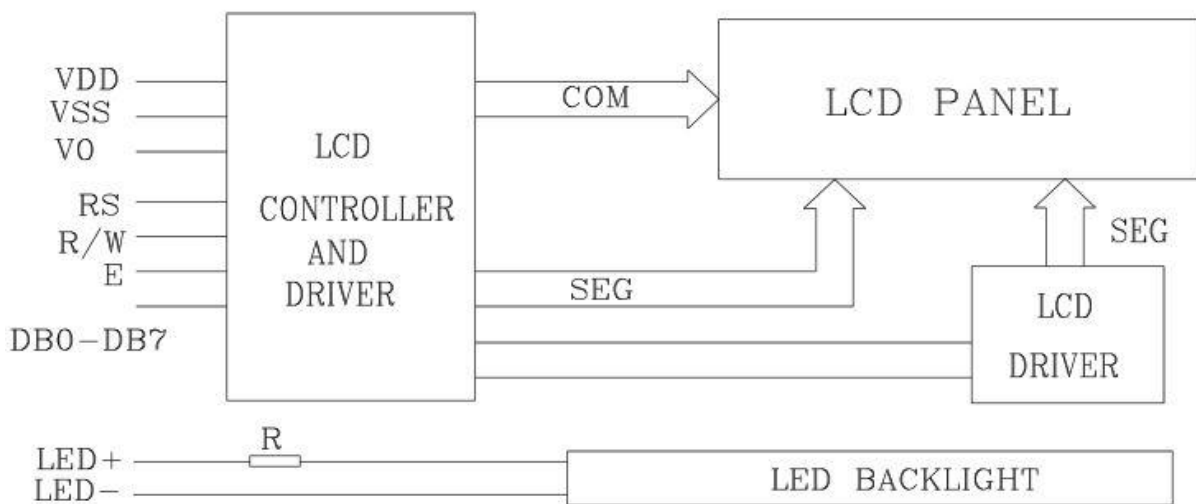 VDD
VSS
VO
RS
R/W
E
DB0-DB7
LCD
CONTROLLER
AND
DRIVER
COM
SEG
LCD PANEL
SEG
LCD
DRIVER
LED+
R
LED-
LED BACKLIGHT